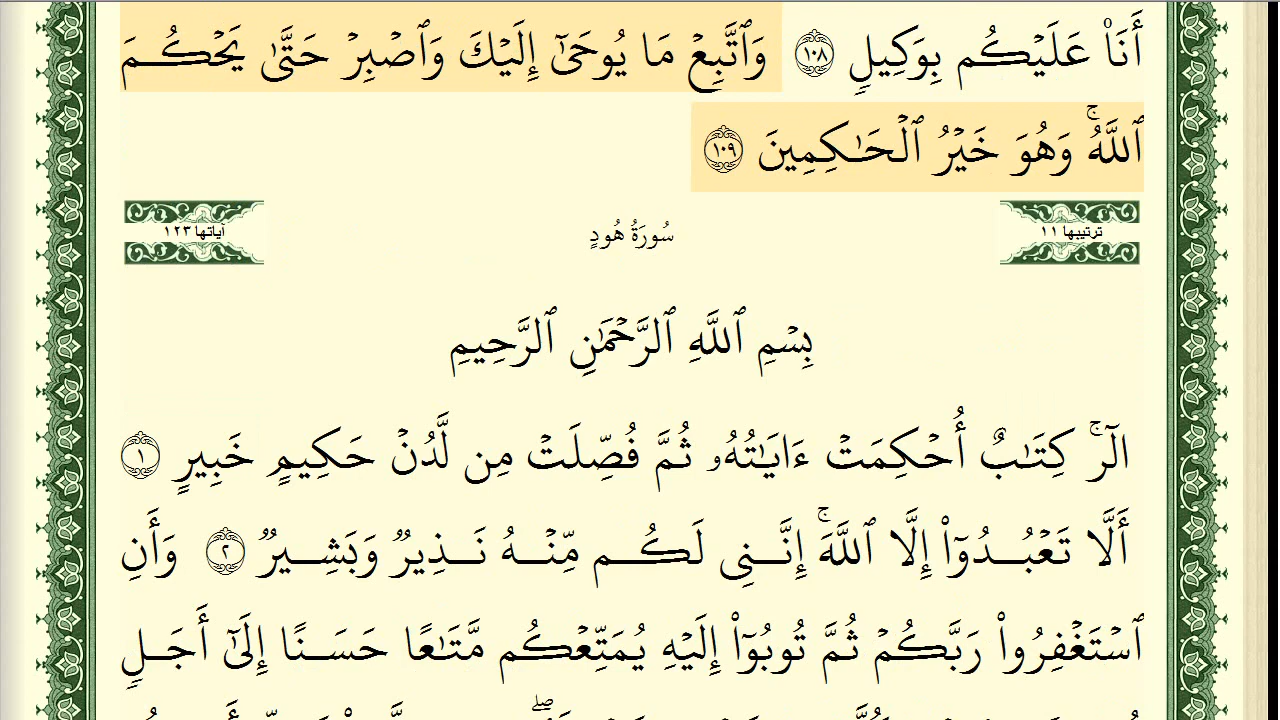 أَنَا۠ عَلَيْكُم بِوَكِيلٍ ١٠٨ وَٱتَّبِعْ مَا يُوحَىٰٓ إِلَيْكَ وَٱصْبِرْ حَتَّىٰ يَحْكُمَ
ٱللَّهُ ۚ وَهُوَ خَيْرُ ٱلْحَـٰكِمِينَ ١٠٩
ترتيبها ١١ سُورَةُ هُودٍ آياتها ١٢٣
بِسْمِ ٱللَّهِ ٱلرَّحْمَـٰنِ ٱلرَّحِيمِ
الٓر ۚ كِتَـٰبٌ أُحْكِمَتْ ءَايَـٰتُهُۥ ثُمَّ فُصِّلَتْ مِن لَّدُنْ حَكِيمٍ خَبِيرٍ ١
أَلَّا تَعْبُدُوٓا۟ إِلَّا ٱللَّهَ ۚ إِنَّنِى لَكُم مِّنْهُ نَذِيرٌ وَبَشِيرٌ ٢ وَأَنِ
ٱسْتَغْفِرُوا۟ رَبَّكُمْ ثُمَّ تُوبُوٓا۟ إِلَيْهِ يُمَتِّعْكُم مَّتَـٰعًا حَسَنًا إِلَىٰٓ أَجَلٍ